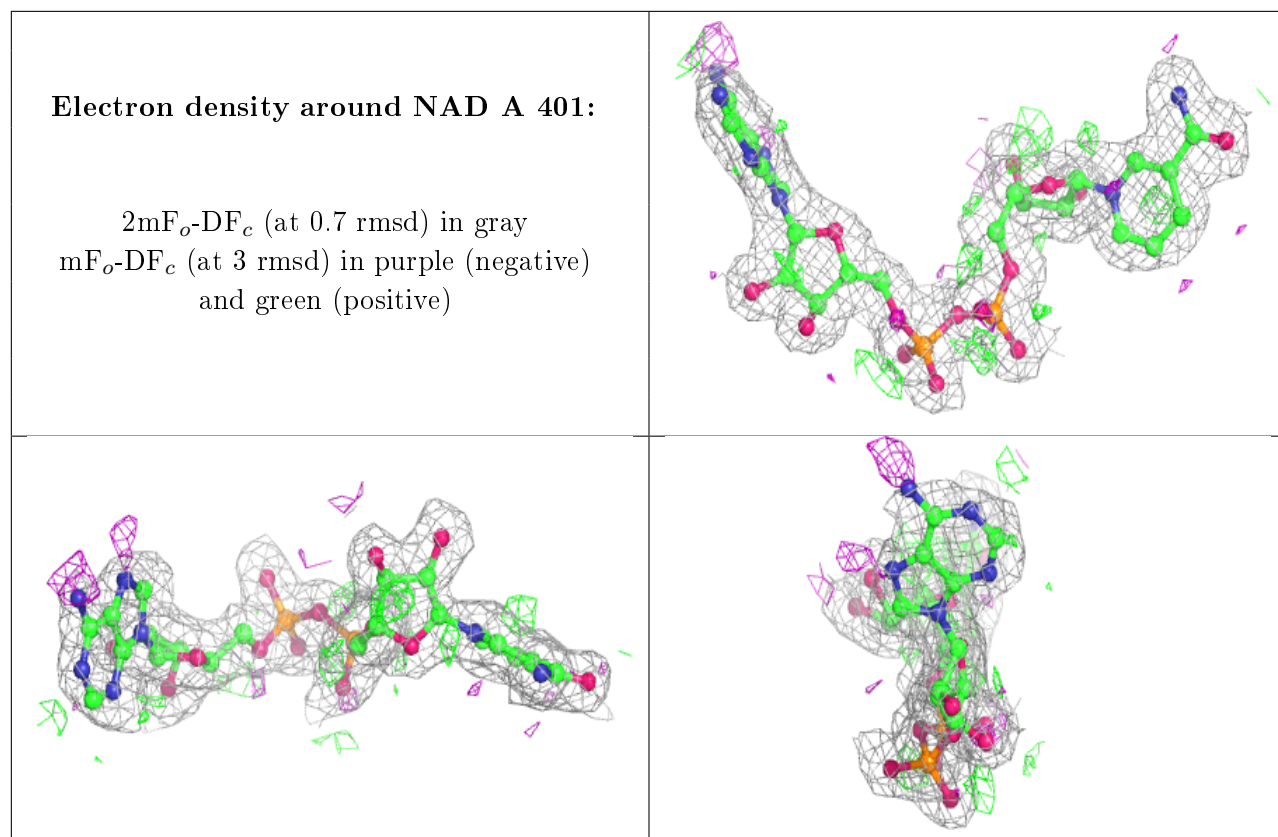 Electron density around NAD A 401:
2mFₒ-DF𝒸 (at 0.7 rmsd) in gray
mFₒ-DF𝒸 (at 3 rmsd) in purple (negative)
and green (positive)